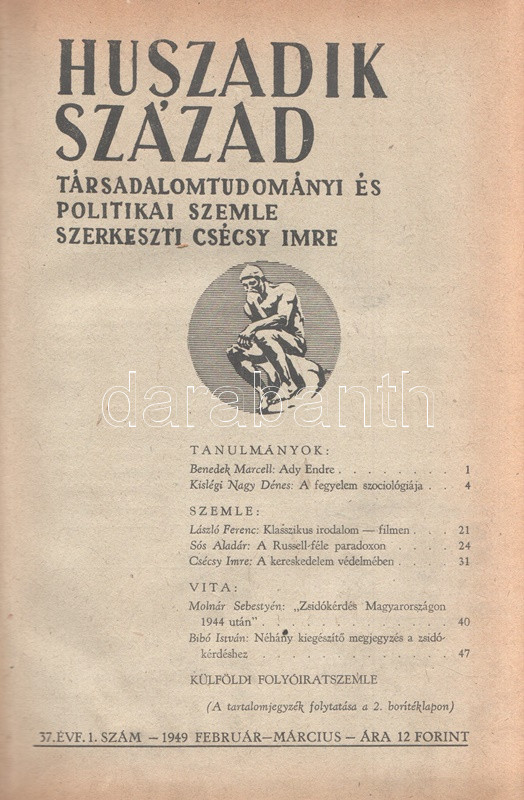 HUSZADIK
SZÁZAD
TÁRSADALOMTUDOMÁNYI ÉS
POLITIKAI SZEMLE
SZERKESZTI CSÉCSY IMRE
darabanth
TANULMÁNYOK:
Benedek Marcell: Ady Endre . . . . . . . . 1
Kislégi Nagy Dénes: A fegyelem szociológiája . . 4
SZEMLE:
László Ferenc: Klasszikus irodalom — filmen . . . 21
Sós Aladár: A Russell-féle paradoxon . . . . 24
Csécsy Imre: A kereskedelem védelmében . . . . 31
VITA:
Molnár Sebestyén: „Zsidókérdés Magyarországon
1944 után" . . . . . . . . . . . . 40
Bibó István: Néhány kiegészítő megjegyzés a zsidó-
kérdéshez . . . . . . . . . . . . 47
KÜLFÖLDI FOLYÓIRATSZEMLE
(A tartalomjegyzék folytatása a 2. borítéklapon)
37. ÉVF. 1. SZÁM — 1949 FEBRUÁR—MÁRCIUS — ÁRA 12 FORINT